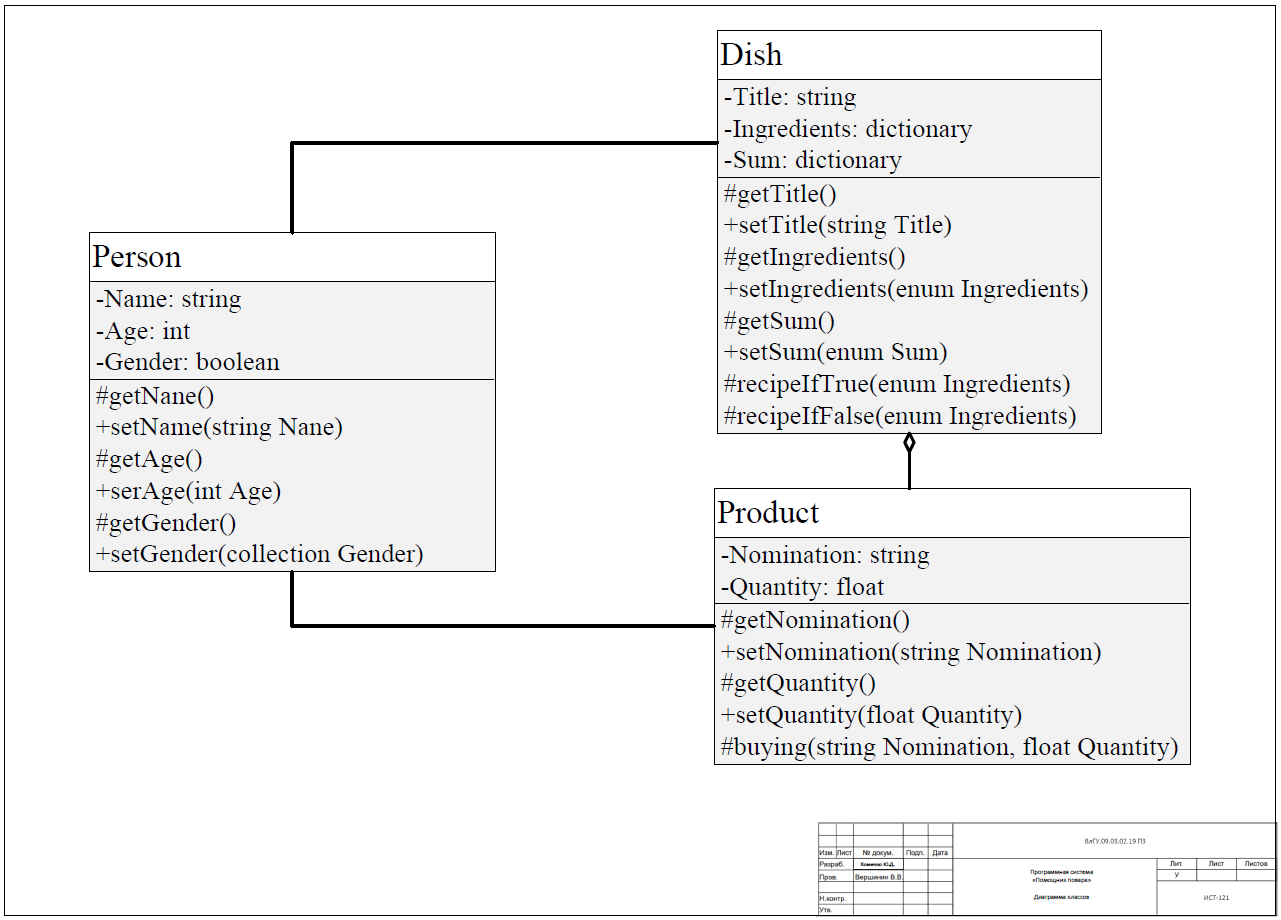 Dish
-Title: string
-Ingredients: dictionary
-Sum: dictionary
#getTitle()
+setTitle(string Title)
#getIngredients()
+setIngredients(enum Ingredients)
#getSum()
+setSum(enum Sum)
#recipeIfTrue(enum Ingredients)
#recipeIfFalse(enum Ingredients)
Person
-Name: string
-Age: int
-Gender: boolean
#getNane()
+setName(string Nane)
#getAge()
+serAge(int Age)
#getGender()
+setGender(collection Gender)
Product
-Nomination: string
-Quantity: float
#getNomination()
+setNomination(string Nomination)
#getQuantity()
+setQuantity(float Quantity)
#buying(string Nomination, float Quantity)
ВлГУ.09.03.02.19 ПЗ
Изм. Лист № докум. Подп. Дата
Разраб. Хоменко Ю.Д.
Пров. Вершинин В.В.
Н.контр.
Утв.
Программная система
«Помощник повара»
Диаграмма классов
Лит. Лист Листов
У
ИСТ-121